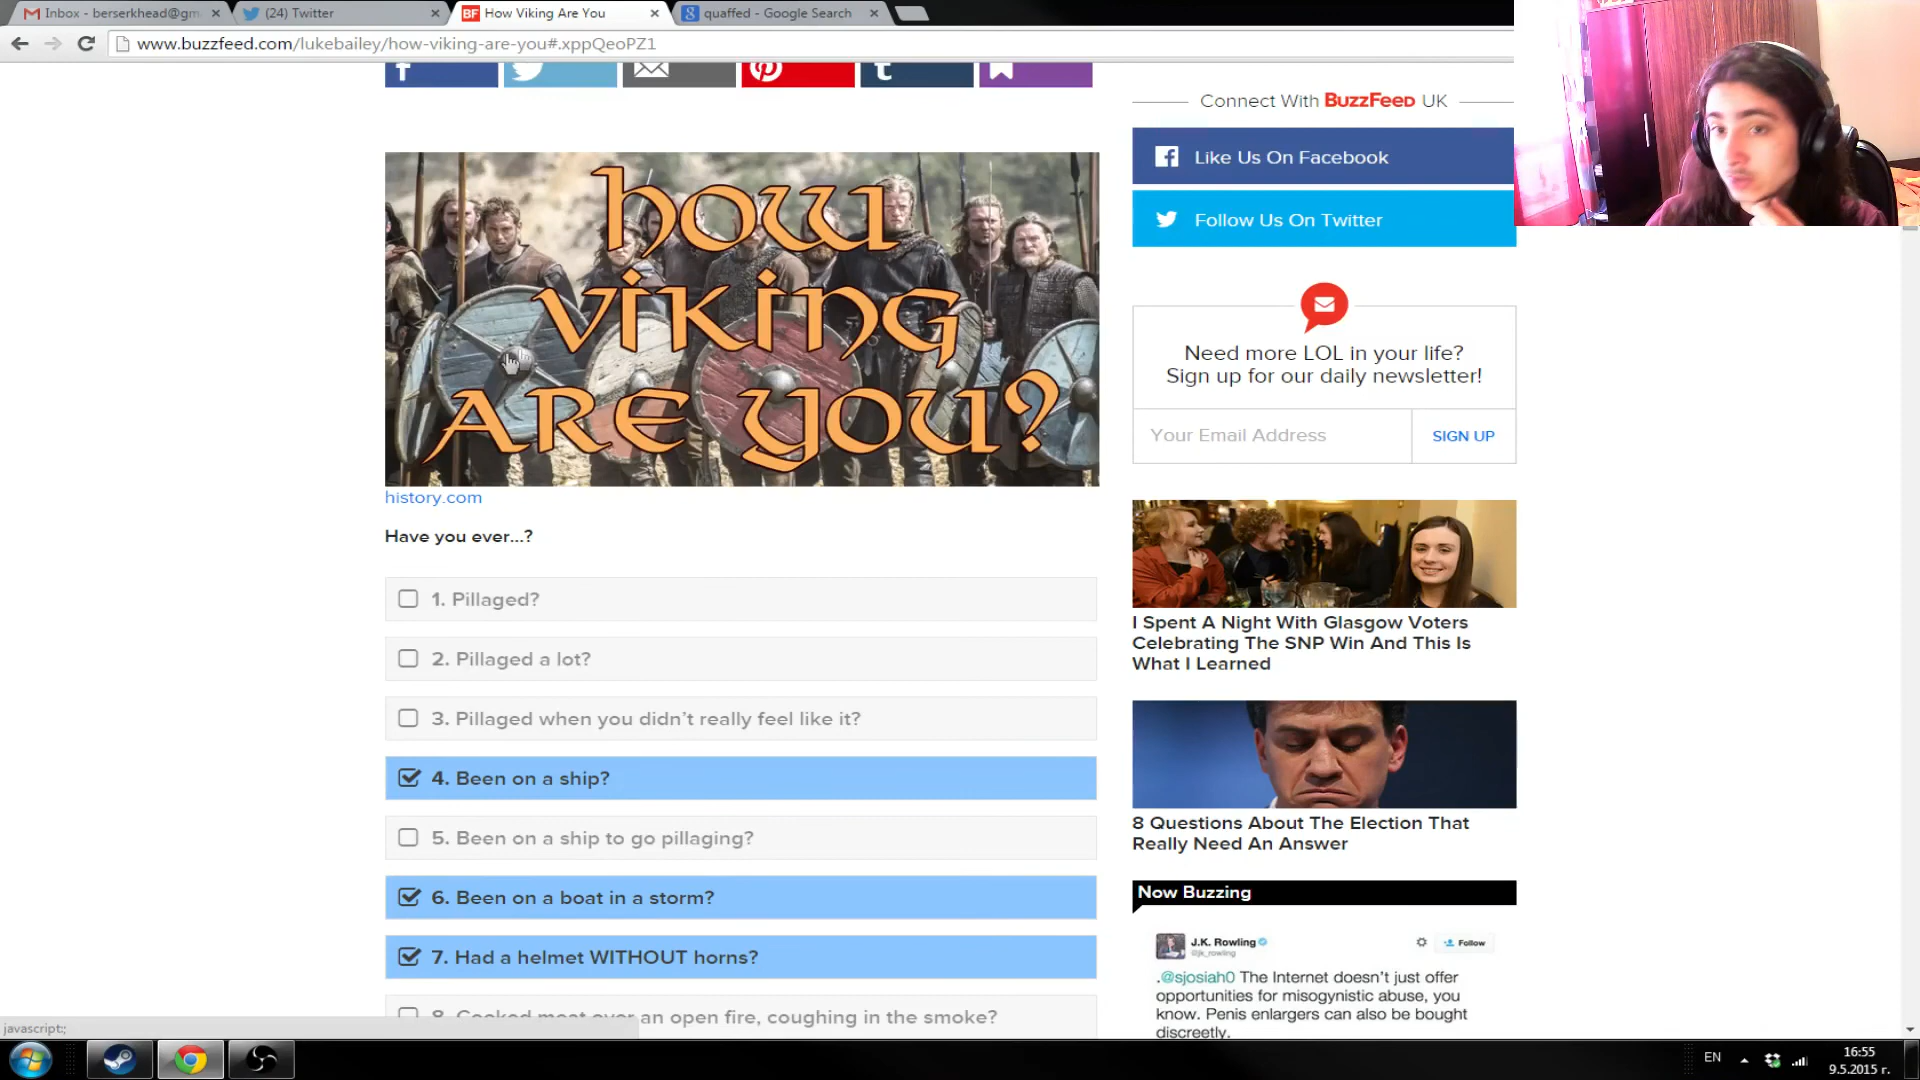 Inbox - berserkhead@gm
(24) Twitter
BF How Viking Are You
quaffed - Google Search
www.buzzfeed.com/lukebailey/how-viking-are-you#.xppQeoPZ1
Connect With BuzzFeed UK
Like Us On Facebook
Follow Us On Twitter
HOW
VIKING
ARE YOU?
history.com
Need more LOL in your life?
Sign up for our daily newsletter!
Your Email Address
SIGN UP
Have you ever...?
1. Pillaged?
2. Pillaged a lot?
3. Pillaged when you didn't really feel like it?
4. Been on a ship?
5. Been on a ship to go pillaging?
6. Been on a boat in a storm?
7. Had a helmet WITHOUT horns?
8. Cooked meat over an open fire, coughing in the smoke?
I Spent A Night With Glasgow Voters
Celebrating The SNP Win And This Is
What I Learned
8 Questions About The Election That
Really Need An Answer
Now Buzzing
J.K. Rowling
@jk_rowling
Follow
.@sjosiah0 The Internet doesn't just offer
opportunities for misogynistic abuse, you
know. Penis enlargers can also be bought
discreetly.
javascript:;
EN
16:55
9.5.2015 г.